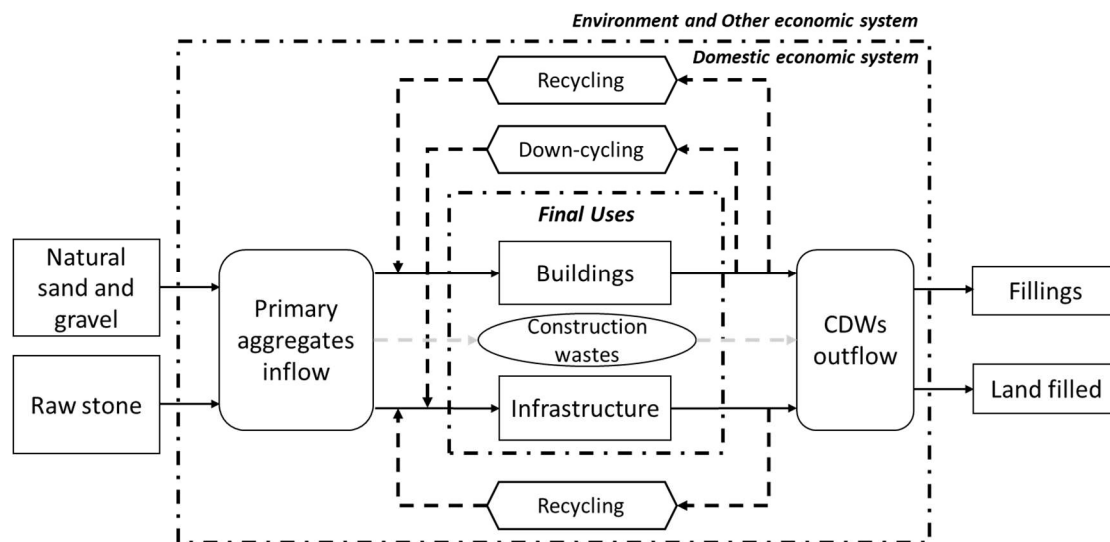 Environment and Other economic system
Domestic economic system
Recycling
Down-cycling
Final Uses
Natural
sand and
gravel
Buildings
Fillings
Primary
aggregates
inflow
Construction
wastes
CDWs
outflow
Raw stone
Infrastructure
Land filled
Recycling